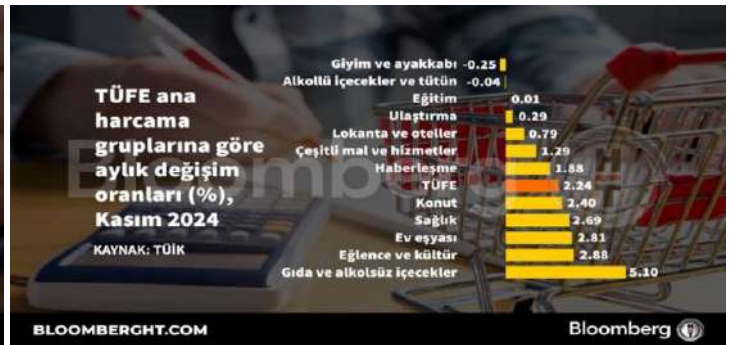 TÜFE ana
harcama
gruplarına göre
aylık değişim
oranları (%),
Kasım 2024
KAYNAK: TÜİK
Giyim ve ayakkabı -0.25
Alkollü içecekler ve tütün -0.04
Eğitim 0.01
Ulaştırma 0.29
Lokanta ve oteller 0.79
Çeşitli mal ve hizmetler 1.29
Haberleşme 1.88
TÜFE 2.24
Konut 2.40
Sağlık 2.69
Ev eşyası 2.81
Eğlence ve kültür 2.88
Gıda ve alkolsüz içecekler 5.10
Bloomberg
BLOOMBERGHT.COM
Bloomberg